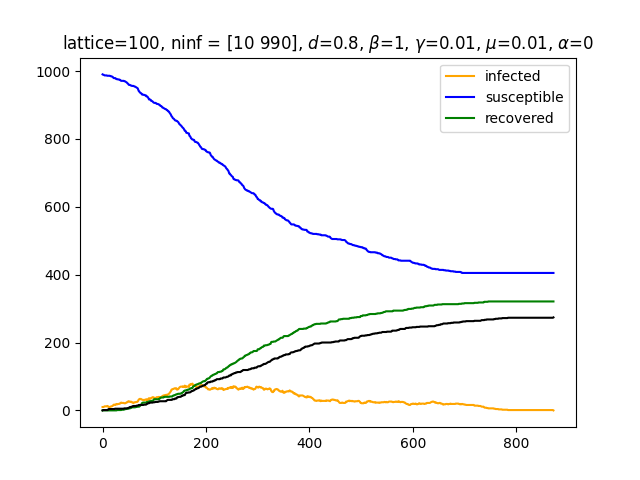 lattice=100, ninf = [10 990], d=0.8, β=1, γ=0.01, μ=0.01, α=0
infected
susceptible
recovered
1000
800
600
400
200
0
0 200 400 600 800